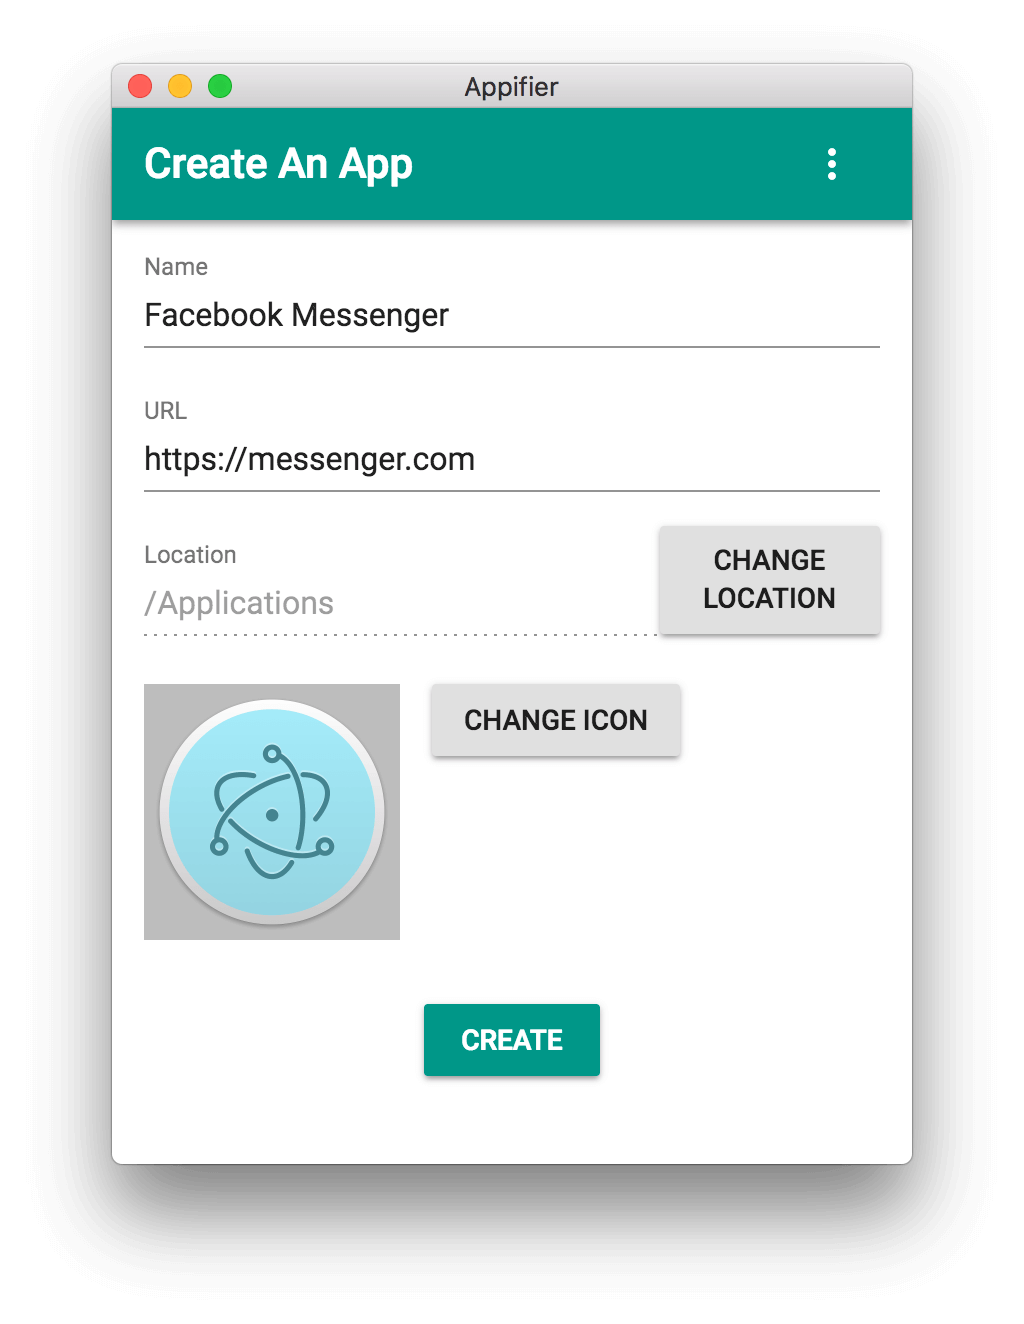 Appifier
Create An App
Name
Facebook Messenger
URL
https://messenger.com
Location
/Applications
CHANGE
LOCATION
CHANGE ICON
CREATE